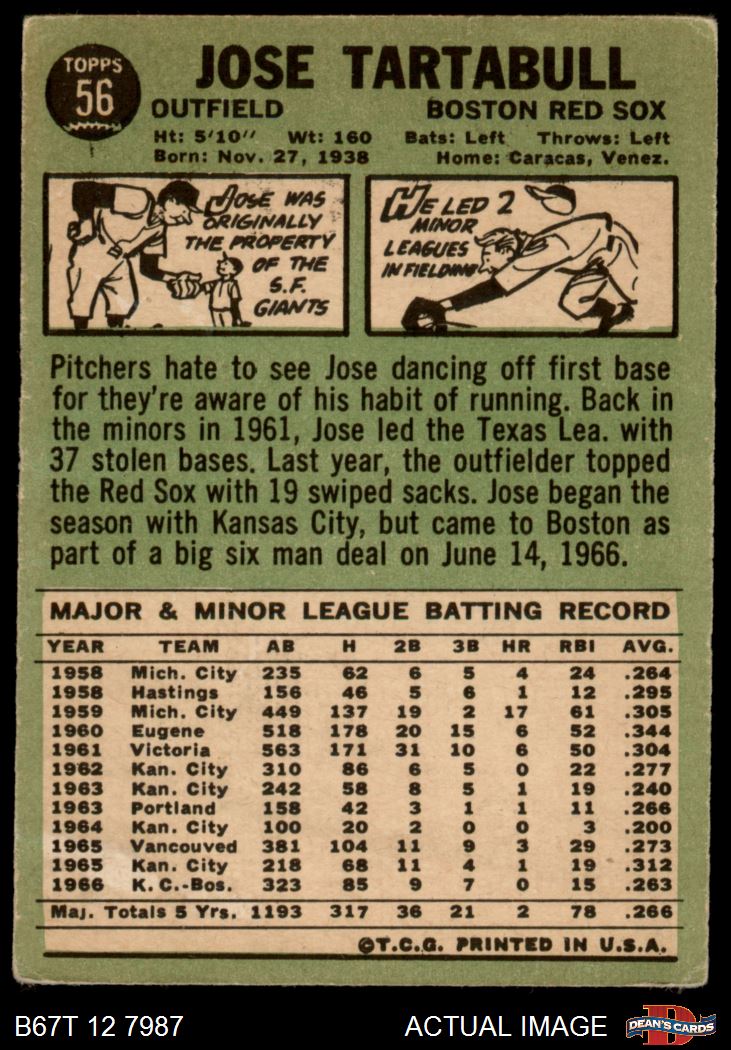 TOPPS
56
JOSE TARTABULL
OUTFIELD BOSTON RED SOX
Ht: 5'10" Wt: 160 Bats: Left Throws: Left
Born: Nov. 27, 1938 Home: Caracas, Venez.
JOSE WAS
ORIGINALLY
THE PROPERTY
OF THE
S.F.
GIANTS
HE LED 2
MINOR
LEAGUES
IN FIELDING
Pitchers hate to see Jose dancing off first base
for they're aware of his habit of running. Back in
the minors in 1961, Jose led the Texas Lea. with
37 stolen bases. Last year, the outfielder topped
the Red Sox with 19 swiped sacks. Jose began the
season with Kansas City, but came to Boston as
part of a big six man deal on June 14, 1966.
MAJOR & MINOR LEAGUE BATTING RECORD
YEAR TEAM AB H 2B 3B HR RBI AVG.
1958 Mich. City 235 62 6 5 4 24 .264
1958 Hastings 156 46 5 6 1 12 .295
1959 Mich. City 449 137 19 2 17 61 .305
1960 Eugene 518 178 20 15 6 52 .344
1961 Victoria 563 171 31 10 6 50 .304
1962 Kan. City 310 86 6 5 0 22 .277
1963 Kan. City 242 58 8 5 1 19 .240
1963 Portland 158 42 3 1 1 11 .266
1964 Kan. City 100 20 2 0 0 3 .200
1965 Vancouved 381 104 11 9 3 29 .273
1965 Kan. City 218 68 11 4 1 19 .312
1966 K. C.-Bos. 323 85 9 7 0 15 .263
Maj. Totals 5 Yrs. 1193 317 36 21 2 78 .266
©T.C.G. PRINTED IN U.S.A.
B67T 12 7987 ACTUAL IMAGE D DEAN'S CARDS